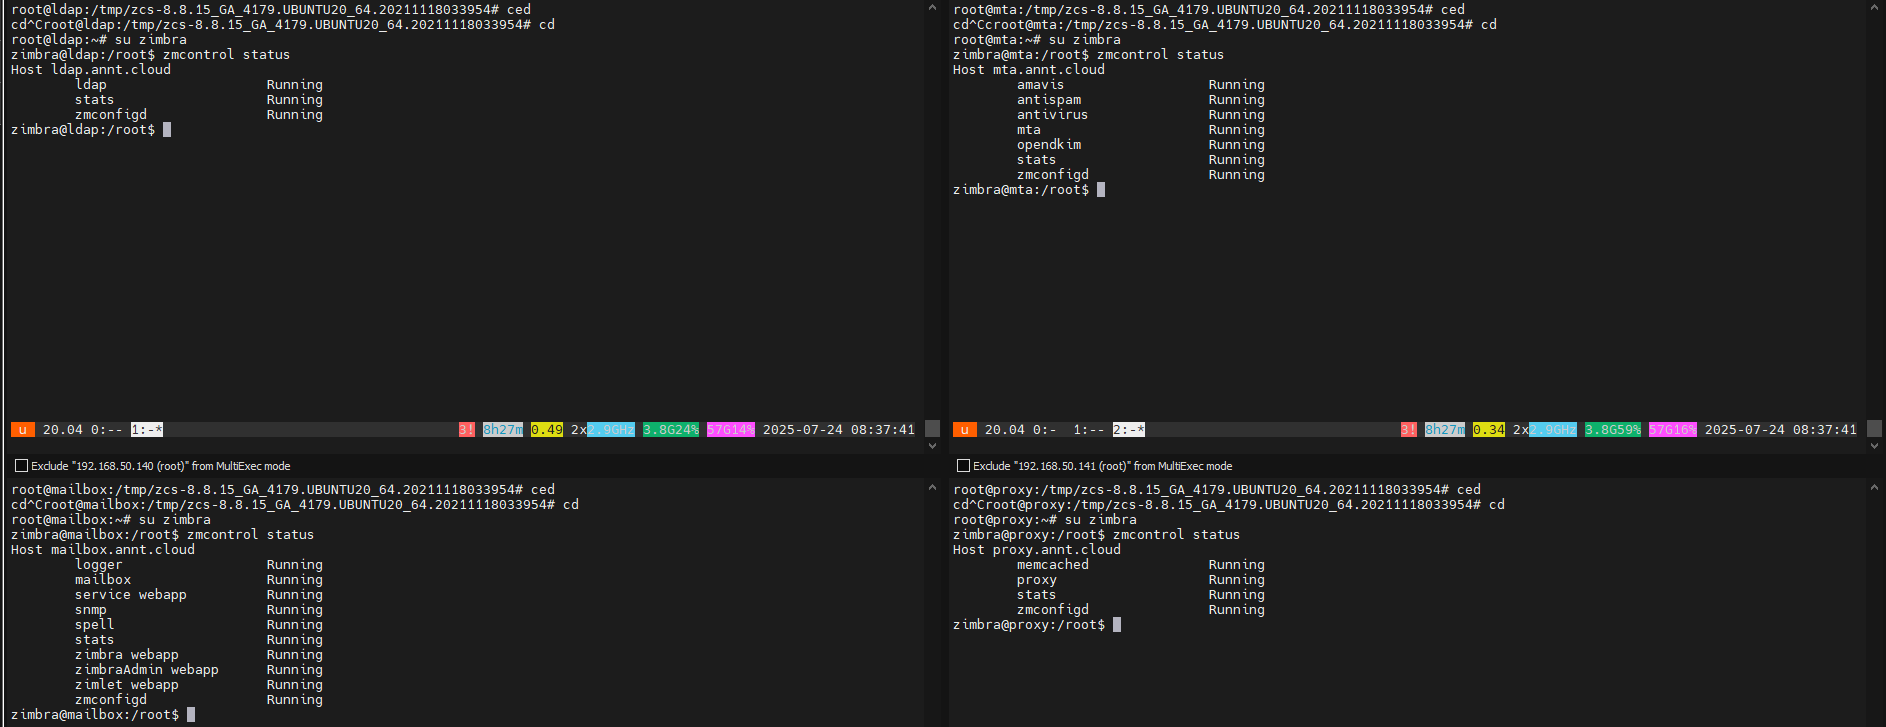 root@ldap:/tmp/zcs-8.8.15_GA_4179.UBUNTU20_64.20211118033954# ced
cd^Croot@ldap:/tmp/zcs-8.8.15_GA_4179.UBUNTU20_64.20211118033954# cd
root@ldap:~# su zimbra
zimbra@ldap:/root$ zmcontrol status
Host ldap.annt.cloud
ldap Running
stats Running
zmconfigd Running
zimbra@ldap:/root$
u 20.04 0:-- 1:-* 3! 8h27m 0.49 2x2.9GHz 3.8G24% 57G14% 2025-07-24 08:37:41
Exclude "192.168.50.140 (root)" from MultiExec mode
root@mta:/tmp/zcs-8.8.15_GA_4179.UBUNTU20_64.20211118033954# ced
cd^Ccroot@mta:/tmp/zcs-8.8.15_GA_4179.UBUNTU20_64.20211118033954# cd
root@mta:~# su zimbra
zimbra@mta:/root$ zmcontrol status
Host mta.annt.cloud
amavis Running
antispam Running
antivirus Running
mta Running
opendkim Running
stats Running
zmconfigd Running
zimbra@mta:/root$
u 20.04 0:- 1:-- 2:-* 3! 8h27m 0.34 2x2.9GHz 3.8G59% 57G16% 2025-07-24 08:37:41
Exclude "192.168.50.141 (root)" from MultiExec mode
root@mailbox:/tmp/zcs-8.8.15_GA_4179.UBUNTU20_64.20211118033954# ced
cd^Croot@mailbox:/tmp/zcs-8.8.15_GA_4179.UBUNTU20_64.20211118033954# cd
root@mailbox:~# su zimbra
zimbra@mailbox:/root$ zmcontrol status
Host mailbox.annt.cloud
logger Running
mailbox Running
service webapp Running
snmp Running
spell Running
stats Running
zimbra webapp Running
zimbraAdmin webapp Running
zimlet webapp Running
zmconfigd Running
zimbra@mailbox:/root$
root@proxy:/tmp/zcs-8.8.15_GA_4179.UBUNTU20_64.20211118033954# ced
cd^Croot@proxy:/tmp/zcs-8.8.15_GA_4179.UBUNTU20_64.20211118033954# cd
root@proxy:~# su zimbra
zimbra@proxy:/root$ zmcontrol status
Host proxy.annt.cloud
memcached Running
proxy Running
stats Running
zmconfigd Running
zimbra@proxy:/root$